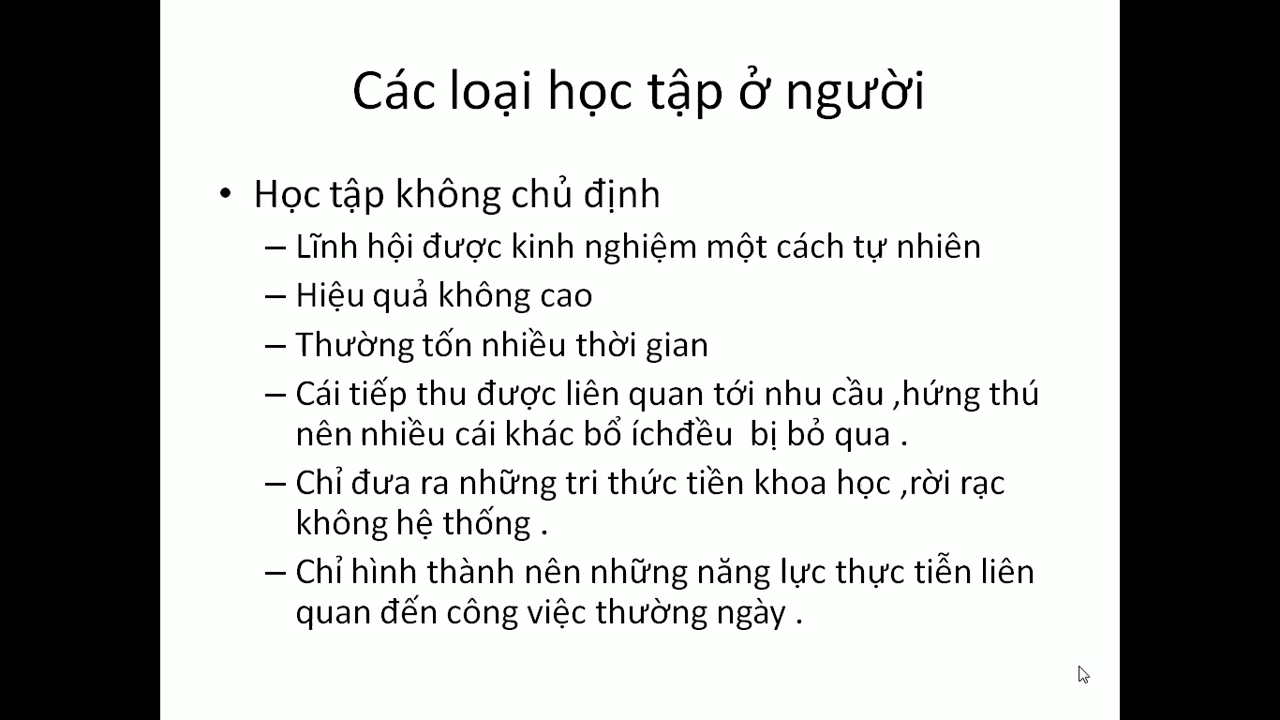 Các loại học tập ở người
• Học tập không chủ định
– Lĩnh hội được kinh nghiệm một cách tự nhiên
– Hiệu quả không cao
– Thường tốn nhiều thời gian
– Cái tiếp thu được liên quan tới nhu cầu ,hứng thú
nên nhiều cái khác bổ íchđều  bị bỏ qua .
– Chỉ đưa ra những tri thức tiền khoa học ,rời rạc
không hệ thống .
– Chỉ hình thành nên những năng lực thực tiễn liên
quan đến công việc thường ngày .